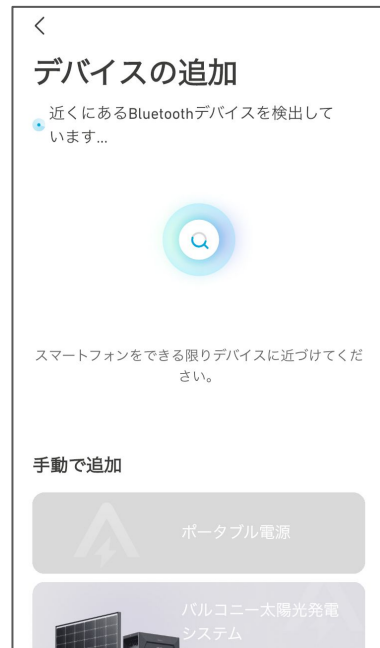 デバイスの追加
近くにあるBluetoothデバイスを検出して
います...
スマートフォンをできる限りデバイスに近づけてくだ
さい。
手動で追加
ポータブル電源
バルコニー太陽光発電
システム